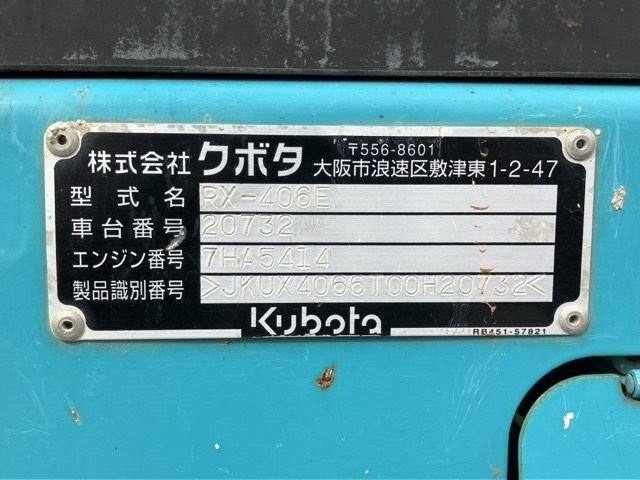 株式会社 クボタ 〒556-8601 大阪市浪速区敷津東1-2-47
型式名 RX-406E
車台番号 20732
エンジン番号 7HA5414
製品識別番号 >JKUX4066T00H20732<
Kubota
RB451-57821